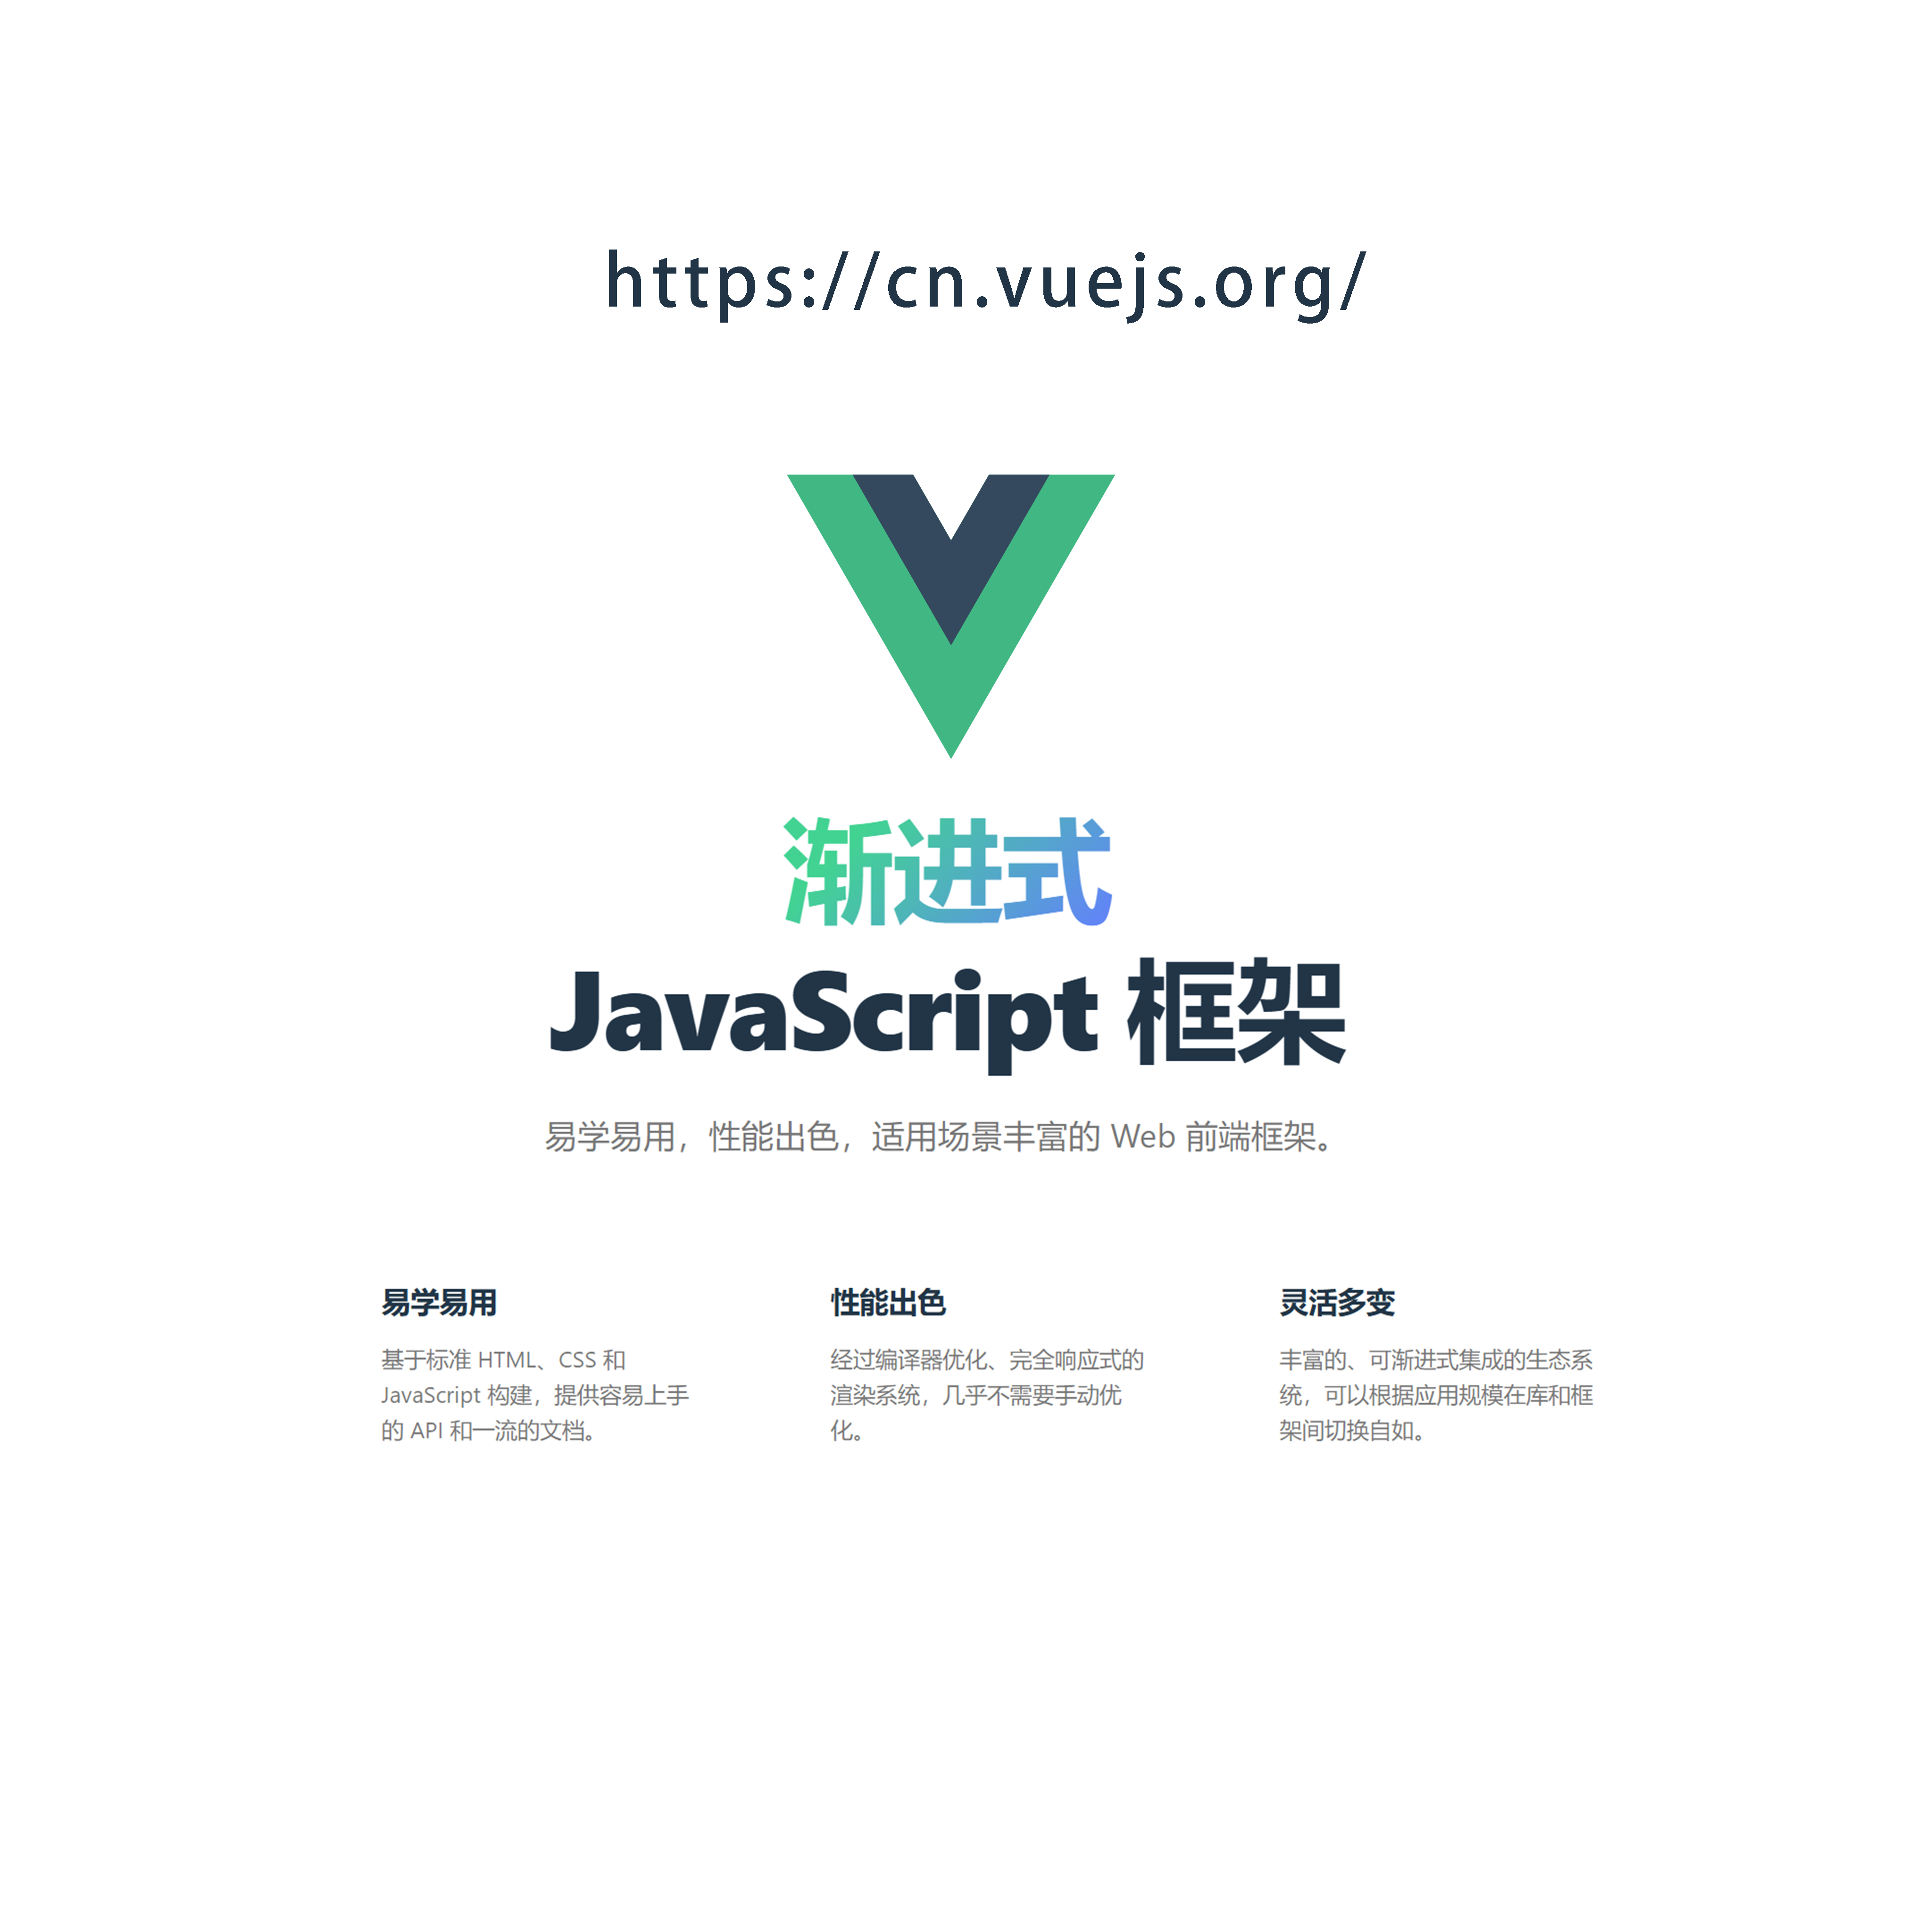 https://cn.vuejs.org/
渐进式
JavaScript 框架
易学易用，性能出色，适用场景丰富的 Web 前端框架。
易学易用
基于标准 HTML、CSS 和
JavaScript 构建，提供容易上手
的 API 和一流的文档。
性能出色
经过编译器优化、完全响应式的
渲染系统，几乎不需要手动优
化。
灵活多变
丰富的、可渐进式集成的生态系
统，可以根据应用规模在库和框
架间切换自如。